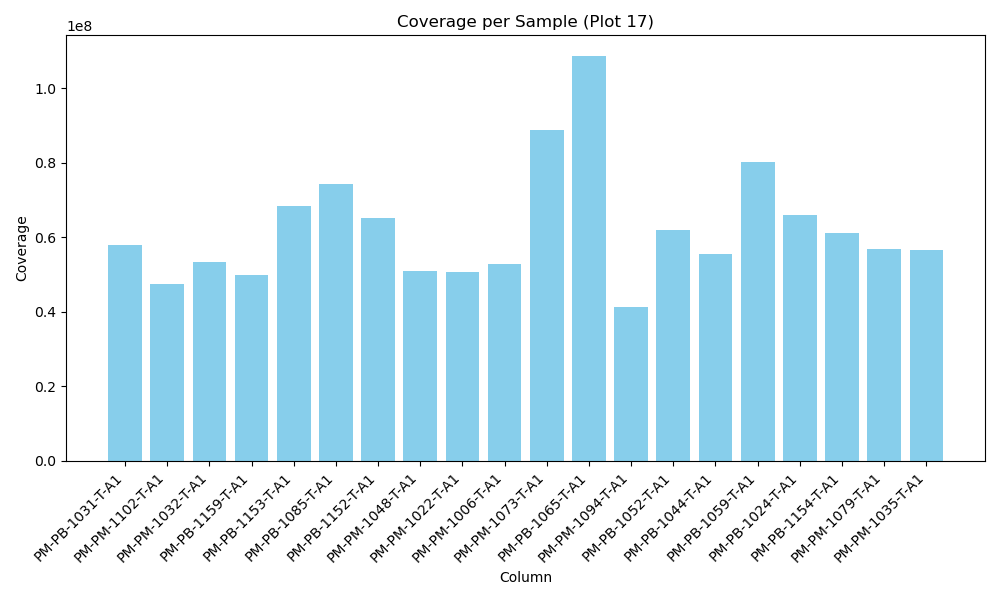 Coverage per Sample (Plot 17)
1e8
1.0
0.8
0.6
0.4
0.2
0.0
Coverage
PM-PB-1031-T-A1
PM-PM-1102-T-A1
PM-PM-1032-T-A1
PM-PB-1159-T-A1
PM-PB-1153-T-A1
PM-PB-1085-T-A1
PM-PB-1152-T-A1
PM-PM-1048-T-A1
PM-PM-1022-T-A1
PM-PM-1006-T-A1
PM-PM-1073-T-A1
PM-PB-1065-T-A1
PM-PM-1094-T-A1
PM-PB-1052-T-A1
PM-PB-1044-T-A1
PM-PB-1059-T-A1
PM-PB-1024-T-A1
PM-PB-1154-T-A1
PM-PM-1079-T-A1
PM-PM-1035-T-A1
Column